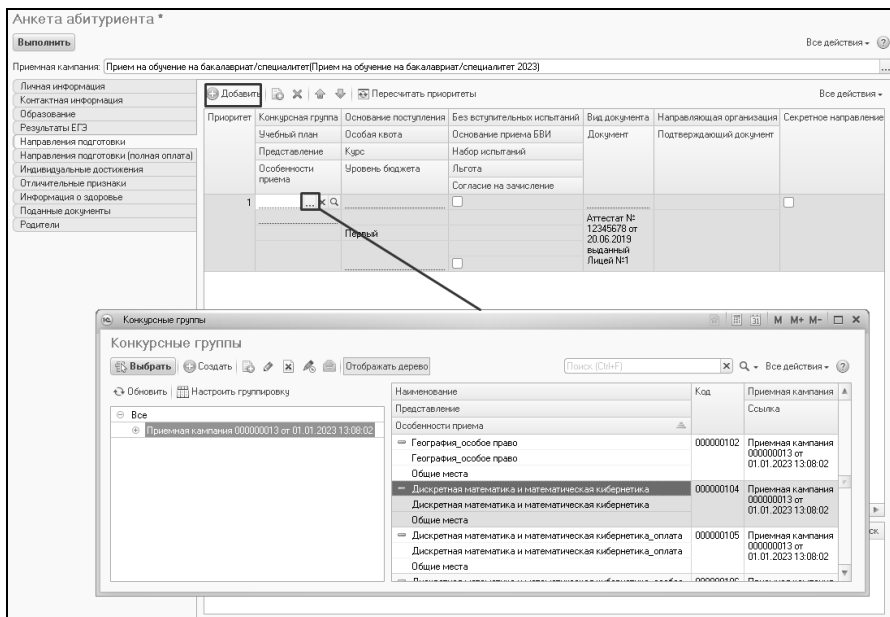 Анкета абитуриента *
Выполнить
Все действия
Приемная кампания: Прием на обучение на бакалавриат/специалитет(Прием на обучение на бакалавриат/специалитет 2023)
Личная информация
Контактная информация
Образование
Результаты ЕГЭ
Направления подготовки
Направления подготовки (полная оплата)
Индивидуальные достижения
Отличительные признаки
Информация о здоровье
Поданные документы
Родители
Добавить
Пересчитать приоритеты
Все действия
Приоритет Конкурсная группа Основание поступления Без вступительных испытаний Вид документа Направляющая организация Секретное направление
Учебный план Особая квота Основание приема БВИ Документ Подтверждающий документ
Представление Курс Набор испытаний
Особенности приема Уровень бюджета Льгота
Согласие на зачисление
1 ... ×
Первый
Аттестат №
12345678 от
20.06.2019
выданный
Лицей №1
Конкурсные группы
31 M M+ M-
Конкурсные группы
Выбрать Создать Отображать дерево Поиск (Ctrl+F) Все действия ?
Обновить Настроить группировку
Все
Приемная кампания 000000013 от 01.01.2023 13:08:02
Наименование Код Приемная кампания
Представление Ссылка
Особенности приема
География_особое право 000000102 Приемная кампания
География_особое право 000000013 от
Общие места 01.01.2023 13:08:02
Дискретная математика и математическая кибернетика 000000104 Приемная кампания
Дискретная математика и математическая кибернетика 000000013 от
Общие места 01.01.2023 13:08:02
Дискретная математика и математическая кибернетика_оплата 000000105 Приемная кампания
Дискретная математика и математическая кибернетика_оплата 000000013 от
Общие места 01.01.2023 13:08:02